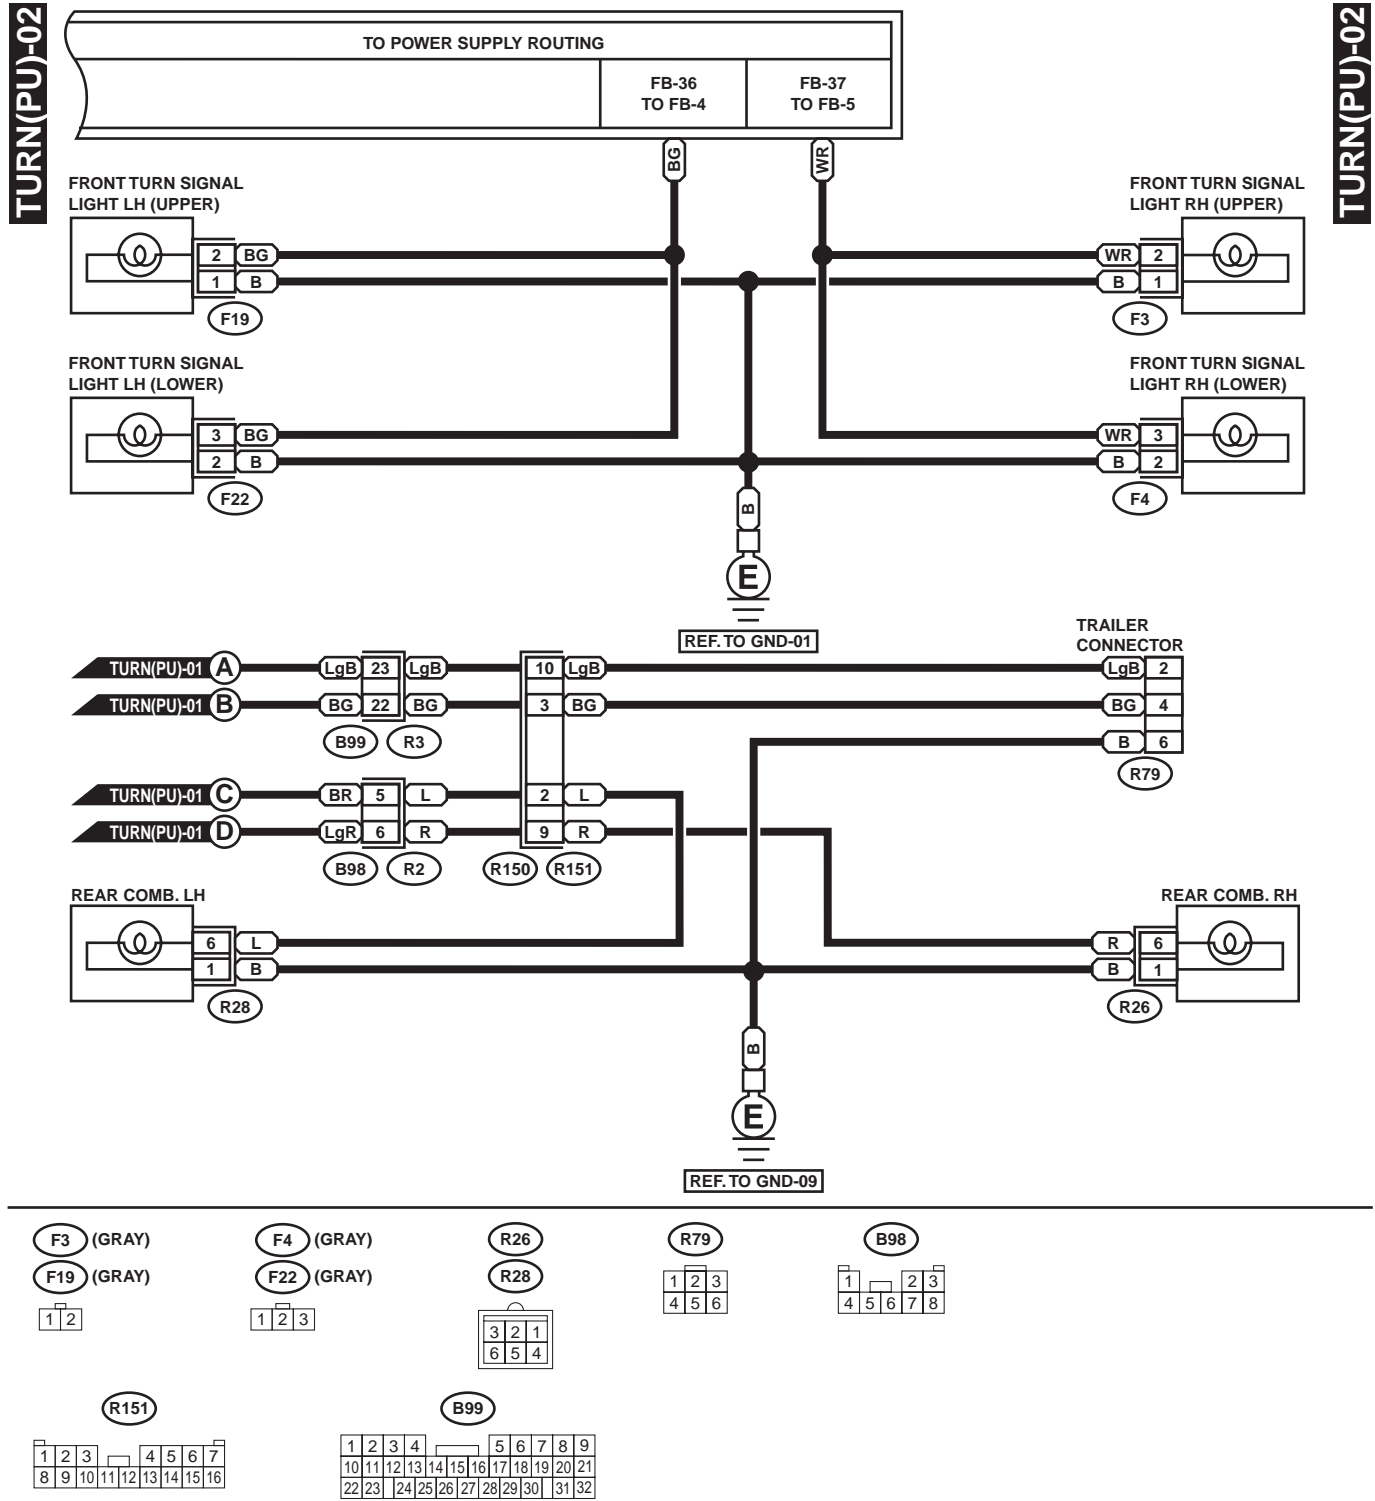 TURN(PU)-02
TURN(PU)-02
TO POWER SUPPLY ROUTING
FB-36
TO FB-4
FB-37
TO FB-5
BG
WR
FRONT TURN SIGNAL
LIGHT LH (UPPER)
2 BG
1 B
F19
FRONT TURN SIGNAL
LIGHT RH (UPPER)
WR 2
B 1
F3
FRONT TURN SIGNAL
LIGHT LH (LOWER)
3 BG
2 B
F22
FRONT TURN SIGNAL
LIGHT RH (LOWER)
WR 3
B 2
F4
B
E
REF. TO GND-01
TRAILER
CONNECTOR
TURN(PU)-01 A LgB 23 LgB 10 LgB LgB 2
TURN(PU)-01 B BG 22 BG 3 BG BG 4
B99 R3
B 6
R79
TURN(PU)-01 C BR 5 L 2 L
TURN(PU)-01 D LgR 6 R 9 R
B98 R2 R150 R151
REAR COMB. LH
6 L
1 B
R28
REAR COMB. RH
R 6
B 1
R26
B
E
REF. TO GND-09
F3 (GRAY)
F19 (GRAY)
1 2
F4 (GRAY)
F22 (GRAY)
1 2 3
R26
R28
3 2 1
6 5 4
R79
1 2 3
4 5 6
B98
1 2 3
4 5 6 7 8
R151
1 2 3 4 5 6 7
8 9 10 11 12 13 14 15 16
B99
1 2 3 4 5 6 7 8 9
10 11 12 13 14 15 16 17 18 19 20 21
22 23 24 25 26 27 28 29 30 31 32